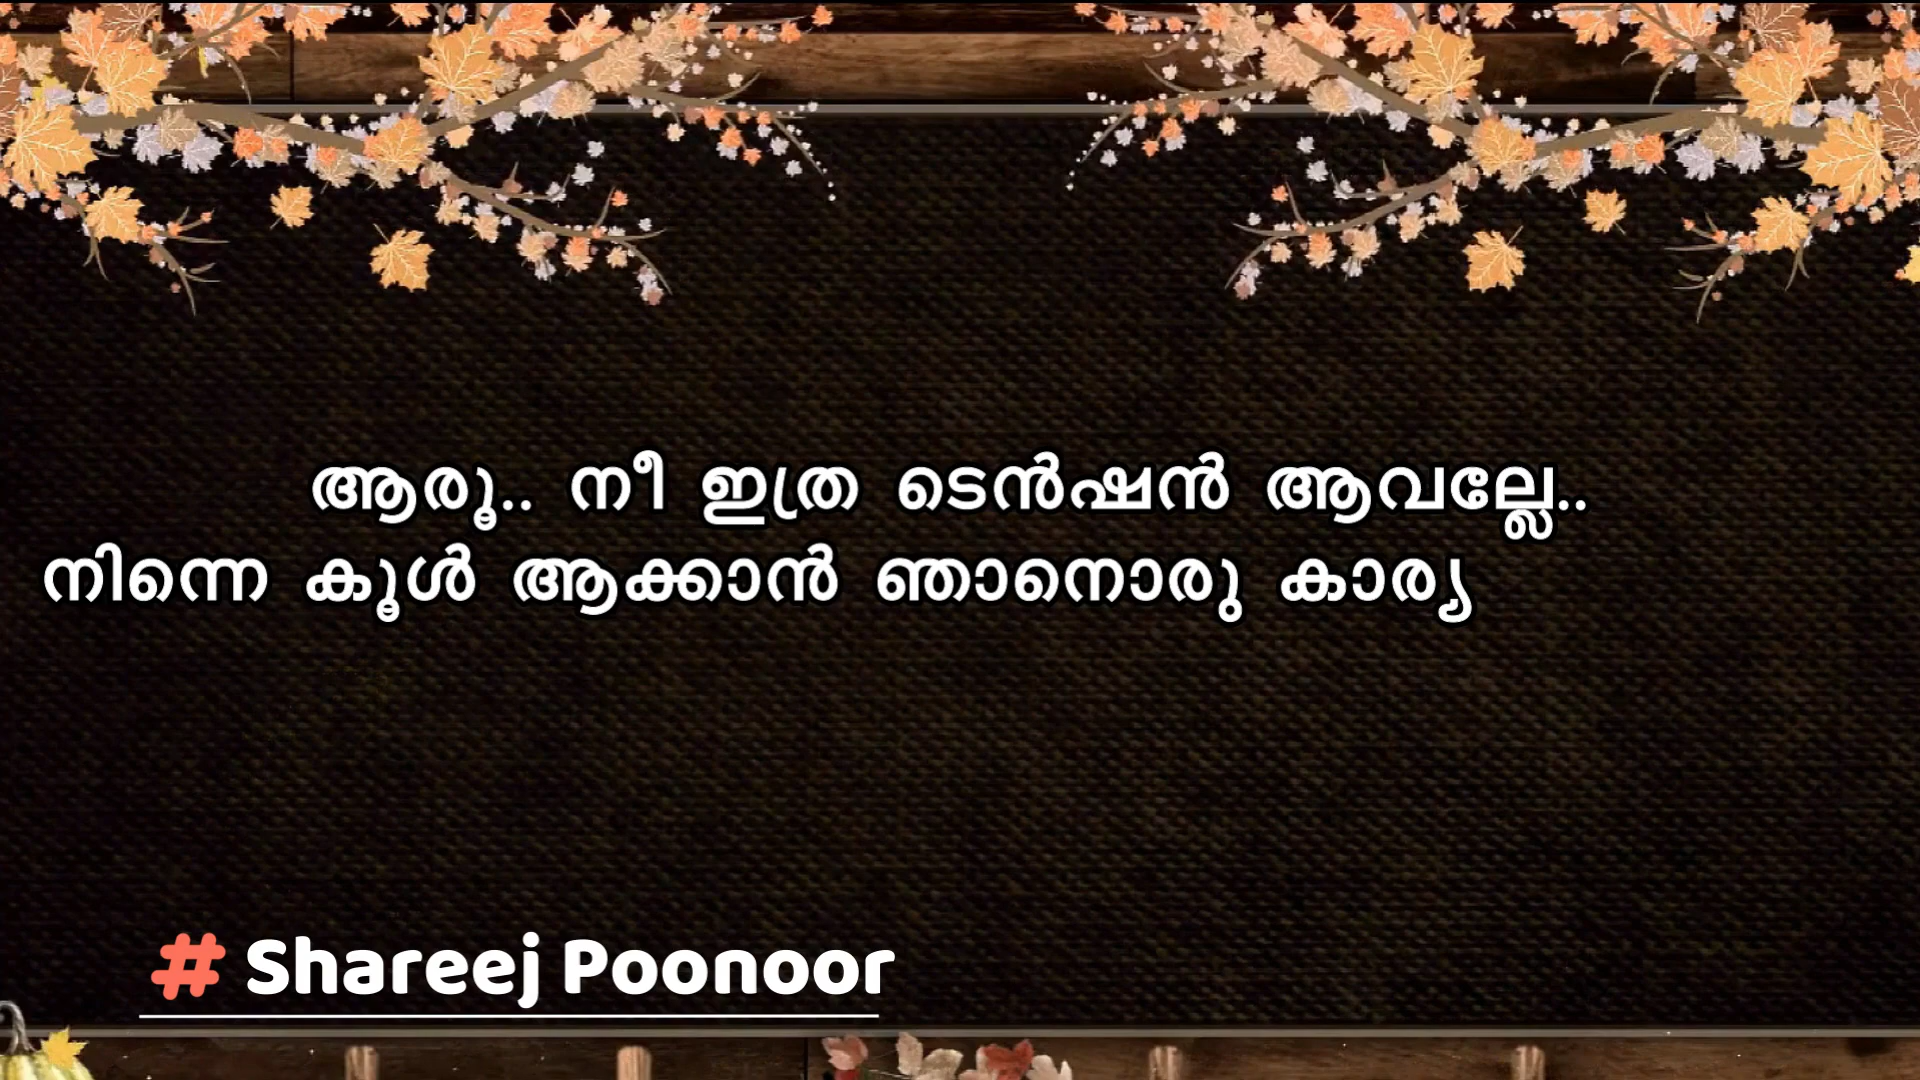 ആരൂ.. നീ ഇത്ര ടെൻഷൻ ആവല്ലേ..
നിന്നെ കൂൾ ആക്കാൻ ഞാനൊരു കാര്യ
# Shareej Poonoor